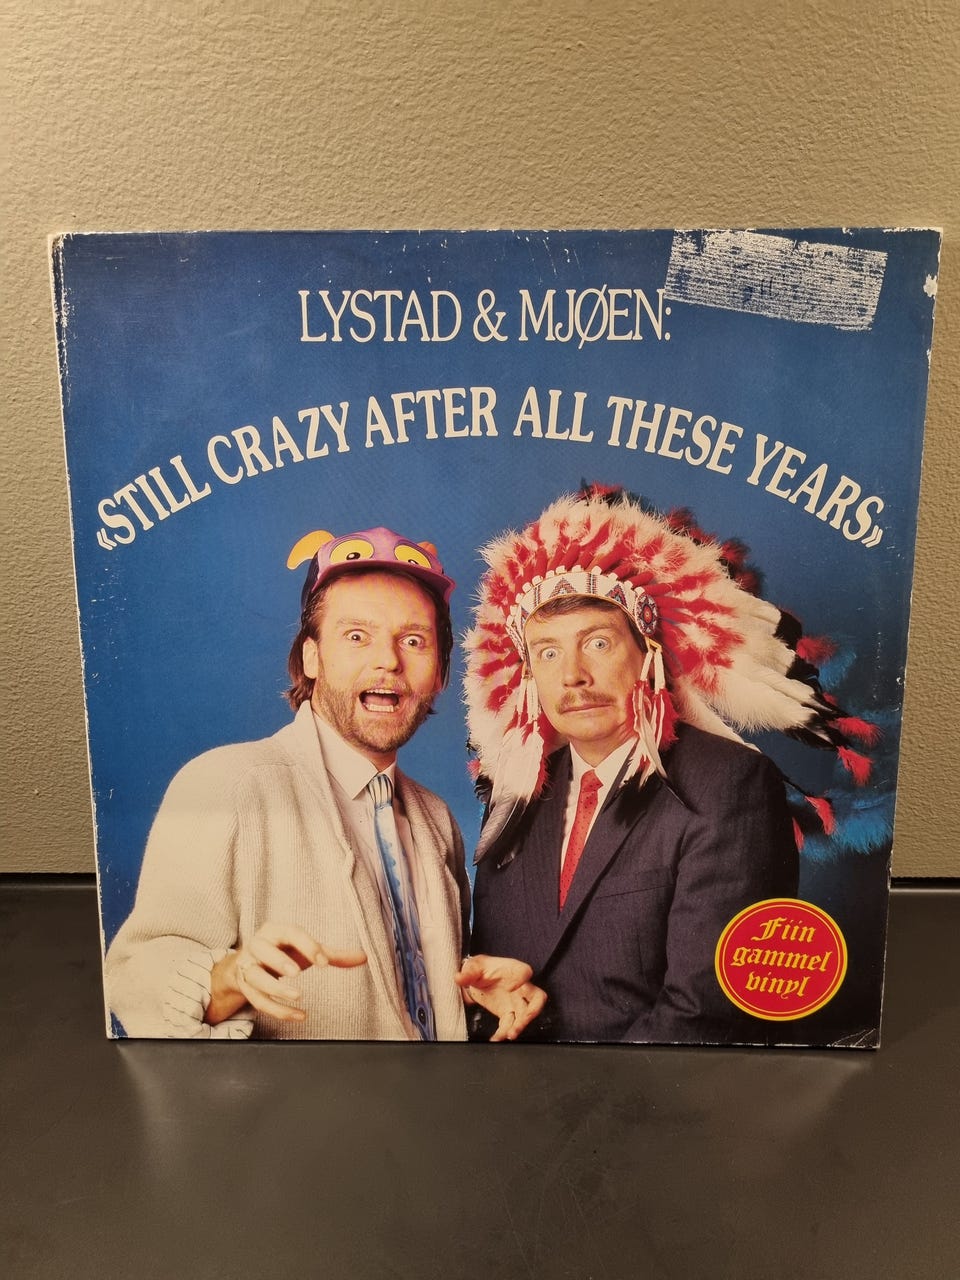 LYSTAD & MJØEN:
«STILL CRAZY AFTER ALL THESE YEARS»
Fiin
gammel
vinyl